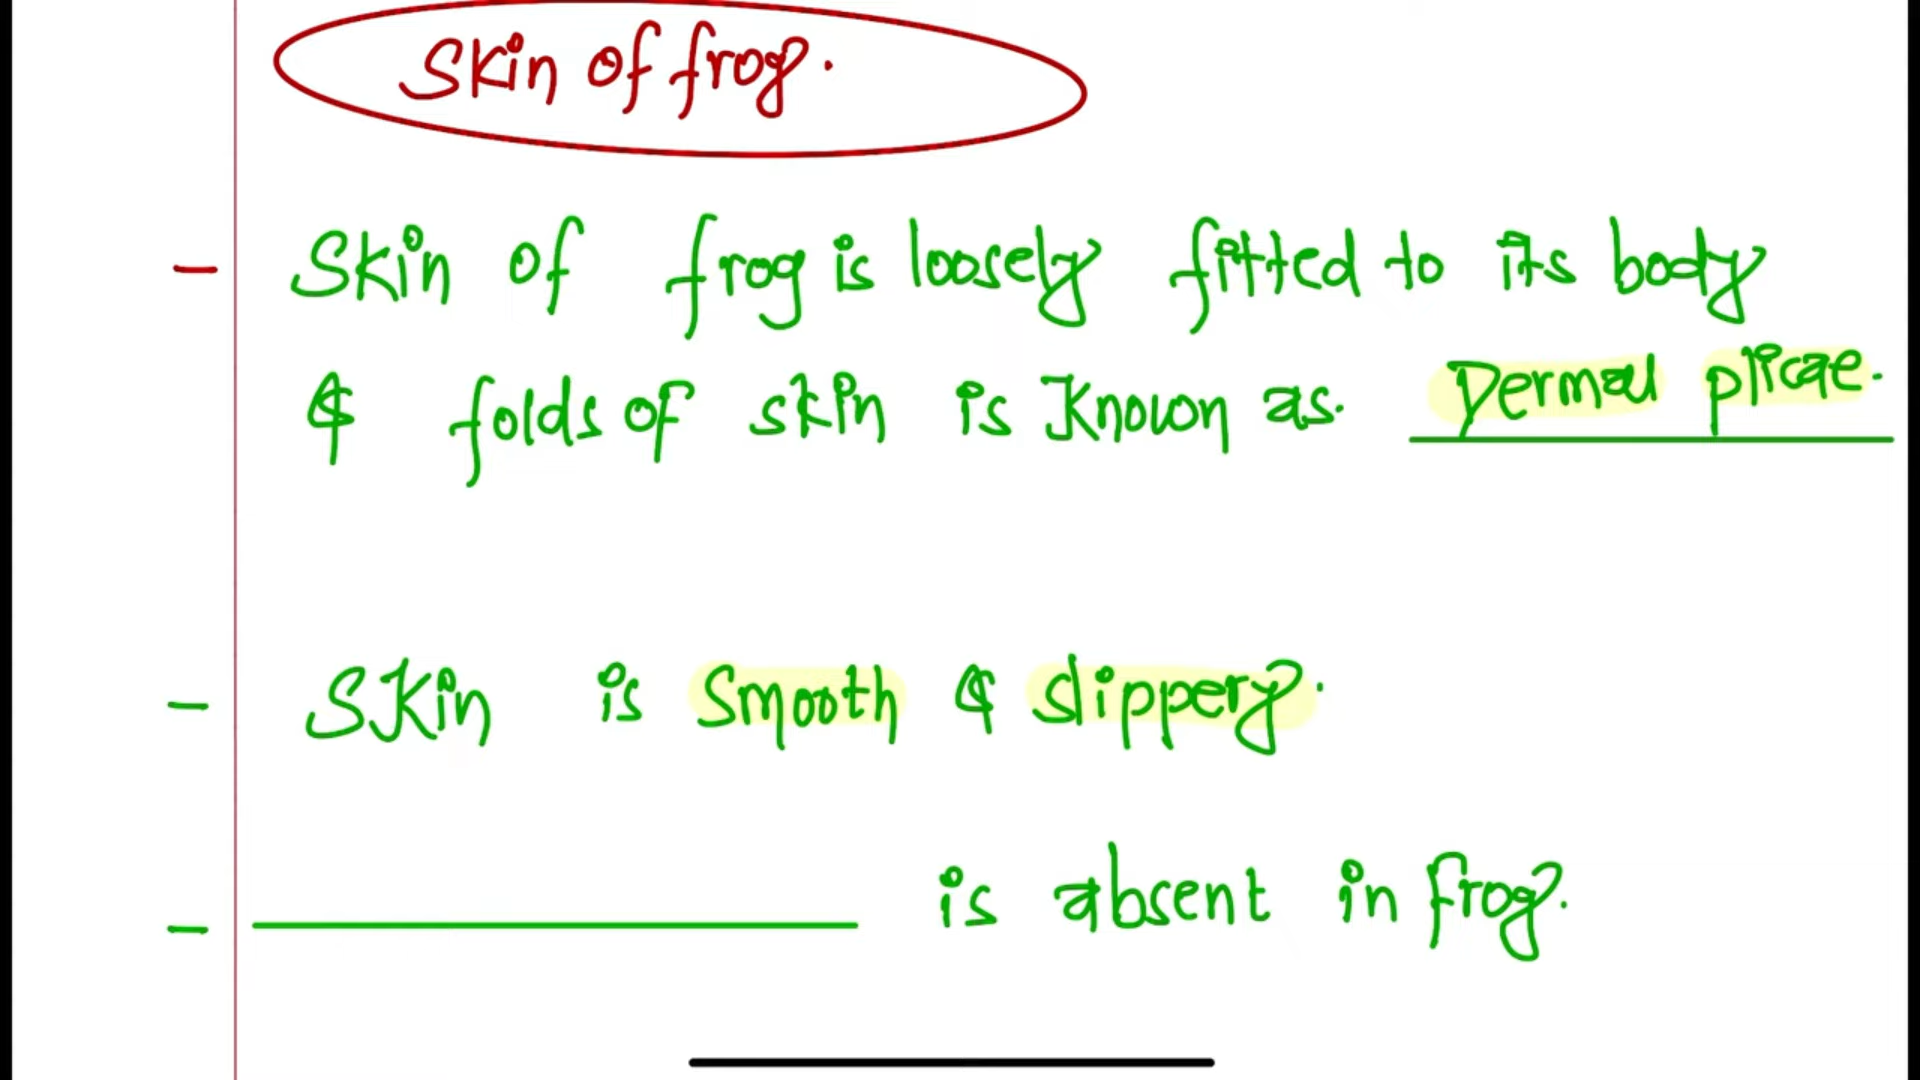 Skin of frog.
- Skin of frog is loosely fitted to its body
& folds of skin is known as. Dermal plicae.
- Skin is smooth & slippery.
- __________ is absent in frog.